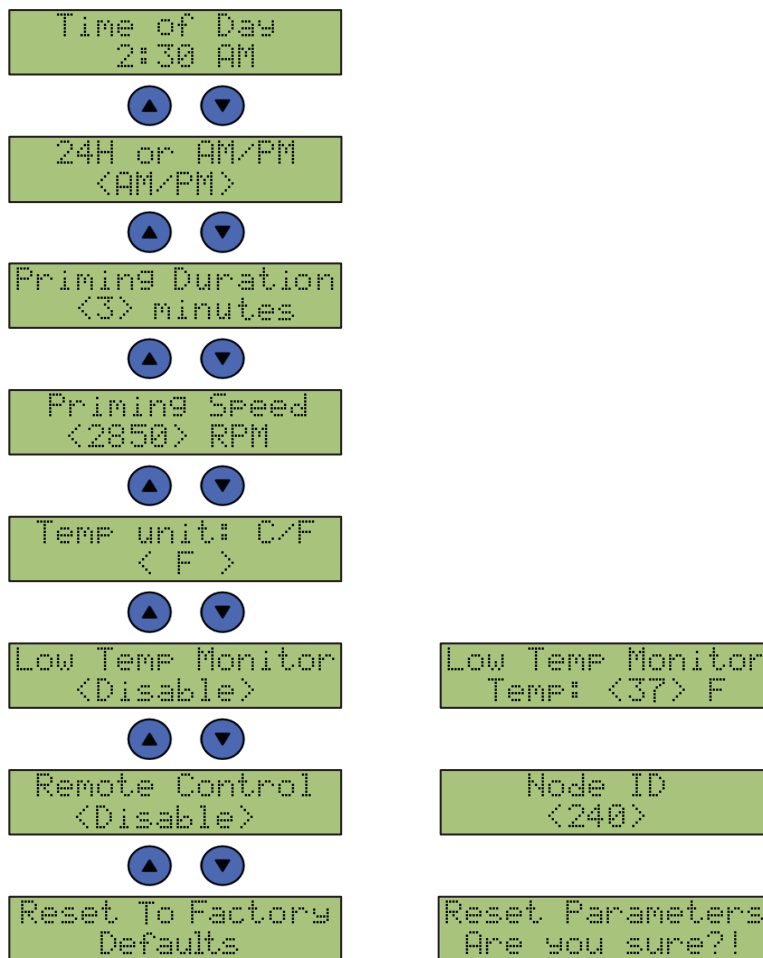 Time of Day
2:30 AM
24H or AM/PM
<AM/PM>
Priming Duration
<3> minutes
Priming Speed
<2850> RPM
Temp unit: C/F
< F >
Low Temp Monitor
<Disable>
Low Temp Monitor
Temp: <37> F
Remote Control
<Disable>
Node ID
<240>
Reset To Factory
Defaults
Reset Parameters
Are you sure?!